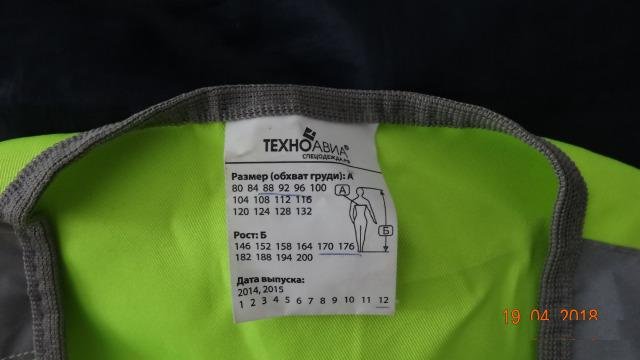 ТЕХНОАВИА®
СПЕЦОДЕЖДА.РФ
Размер (обхват груди): А
80 84 88 92 96 100
104 108 112 116
120 124 128 132
А
Б
Рост: Б
146 152 158 164 170 176
182 188 194 200
Дата выпуска:
2014, 2015
1 2 3 4 5 6 7 8 9 10 11 12
19 04 2018